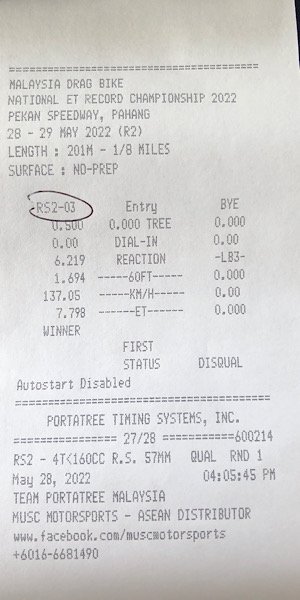 ==========================================
MALAYSIA DRAG BIKE
NATIONAL ET RECORD CHAMPIONSHIP 2022
PEKAN SPEEDWAY, PAHANG
28 - 29 MAY 2022 (R2)
LENGTH : 201M - 1/8 MILES
SURFACE : NO-PREP
==========================================
RS2-03 Entry BYE
0.500 0.000 TREE 0.000
0.00 DIAL-IN 0.00
6.219 REACTION -LB3-
1.694 -----60FT----- 0.000
137.05 -----KM/H----- 0.00
7.798 ------ET------ 0.000
WINNER
FIRST
STATUS DISQUAL
Autostart Disabled
==========================================
PORTATREE TIMING SYSTEMS, INC.
================ 27/28 ===========600214
RS2 - 4T<160CC R.S. 57MM QUAL RND 1
May 28, 2022 04:05:45 PM
TEAM PORTATREE MALAYSIA
MUSC MOTORSPORTS - ASEAN DISTRIBUTOR
www.facebook.com/muscmotorsports
+6016-6681490